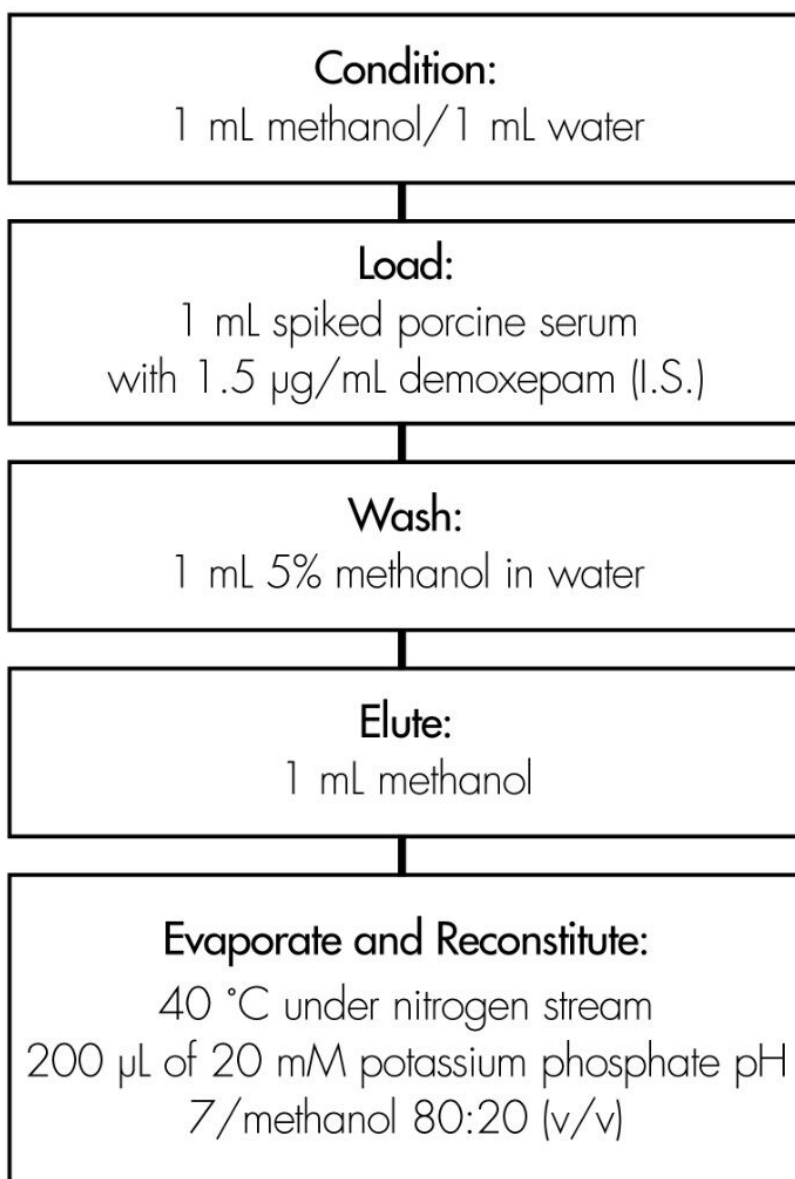 Condition:
1 mL methanol/1 mL water
Load:
1 mL spiked porcine serum
with 1.5 µg/mL demoxepam (I.S.)
Wash:
1 mL 5% methanol in water
Elute:
1 mL methanol
Evaporate and Reconstitute:
40 °C under nitrogen stream
200 µL of 20 mM potassium phosphate pH
7/methanol 80:20 (v/v)